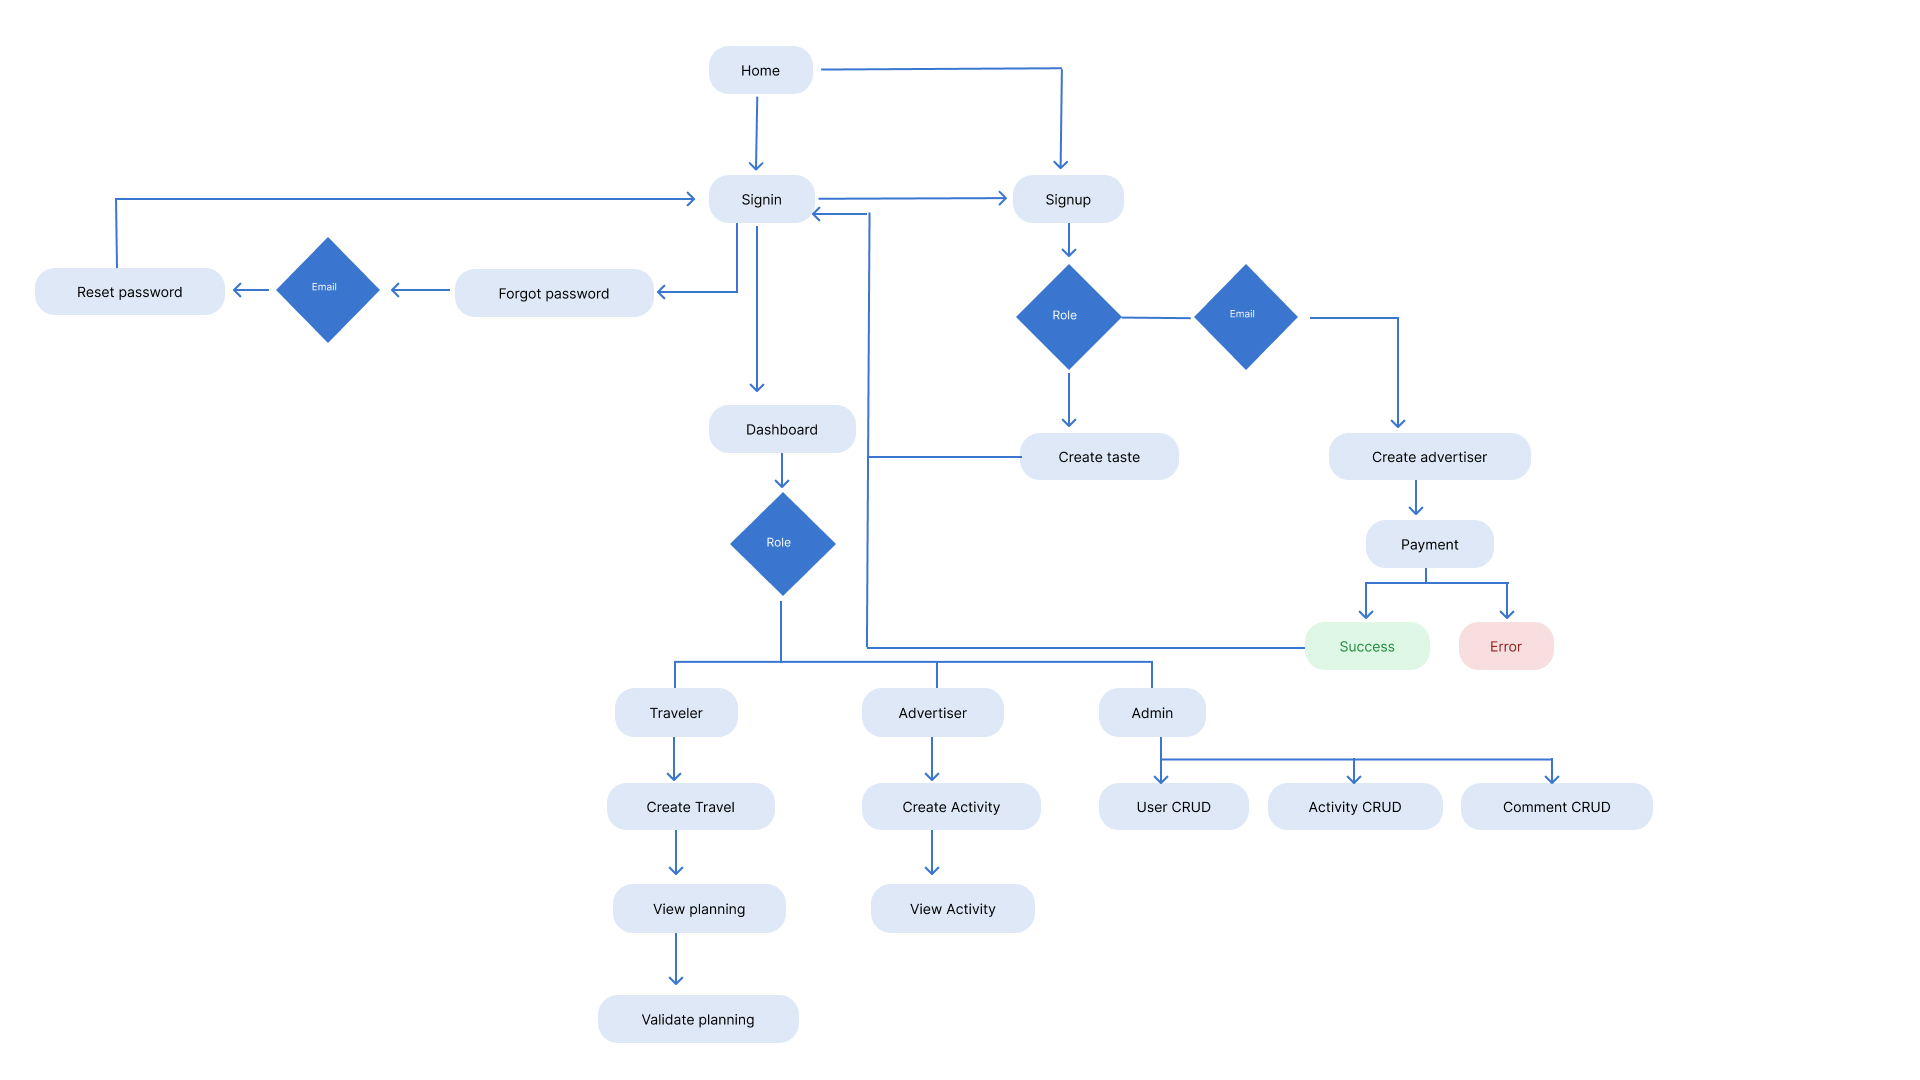 Home
Signin
Signup
Reset password
Email
Forgot password
Role
Email
Dashboard
Create taste
Create advertiser
Role
Payment
Success
Error
Traveler
Advertiser
Admin
Create Travel
Create Activity
User CRUD
Activity CRUD
Comment CRUD
View planning
View Activity
Validate planning